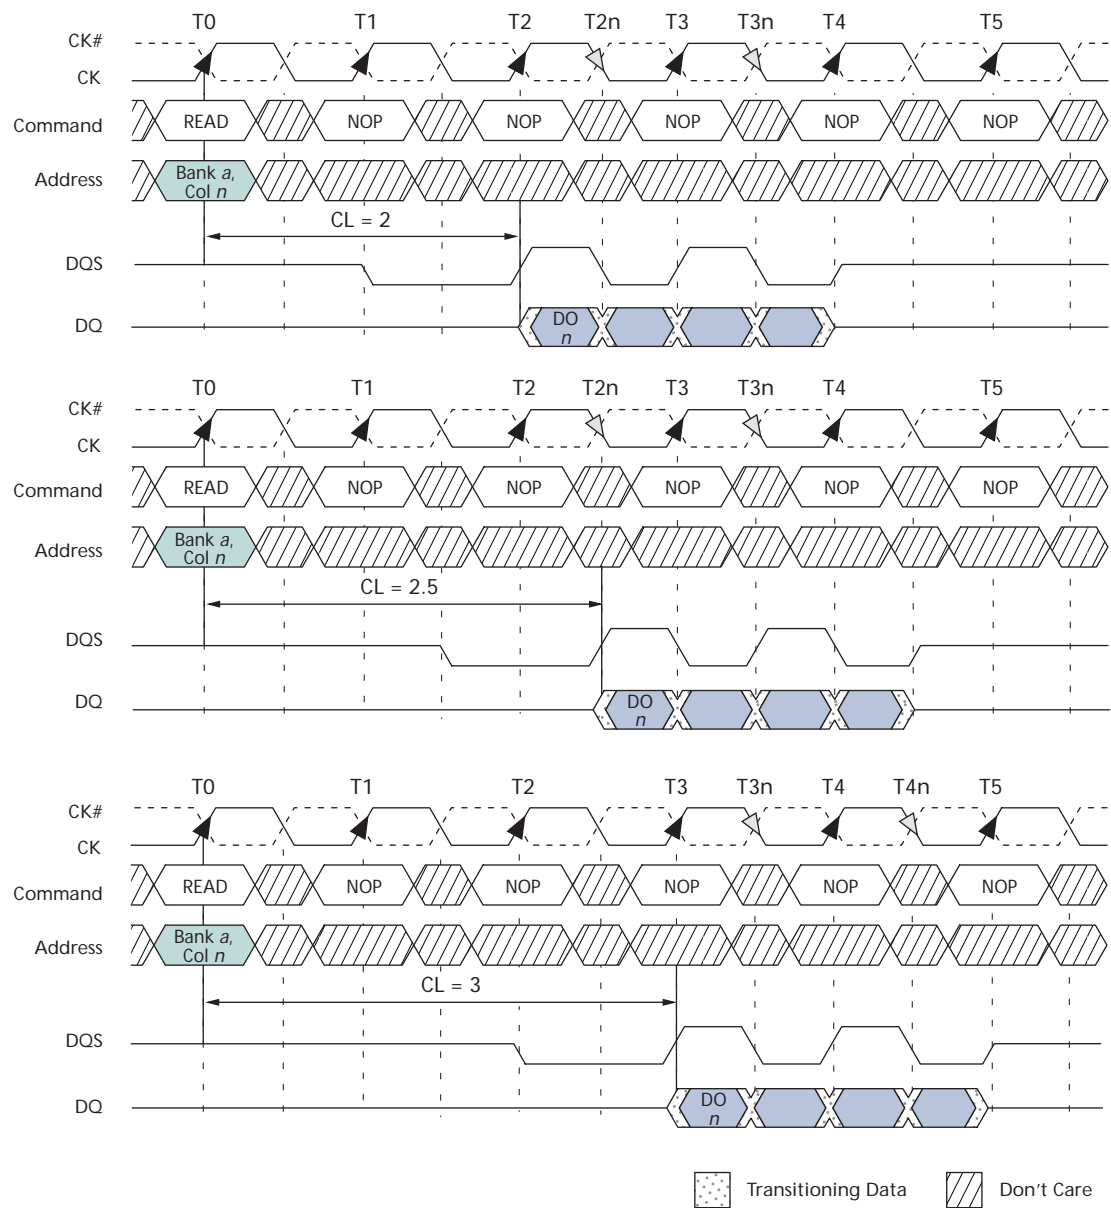 T0 T1 T2 T2n T3 T3n T4 T5
CK#
CK
Command READ NOP NOP NOP NOP NOP
Address Bank a,
Col n
CL = 2
DQS
DQ DO
n
T0 T1 T2 T2n T3 T3n T4 T5
CK#
CK
Command READ NOP NOP NOP NOP NOP
Address Bank a,
Col n
CL = 2.5
DQS
DQ DO
n
T0 T1 T2 T3 T3n T4 T4n T5
CK#
CK
Command READ NOP NOP NOP NOP NOP
Address Bank a,
Col n
CL = 3
DQS
DQ DO
n
Transitioning Data Don't Care